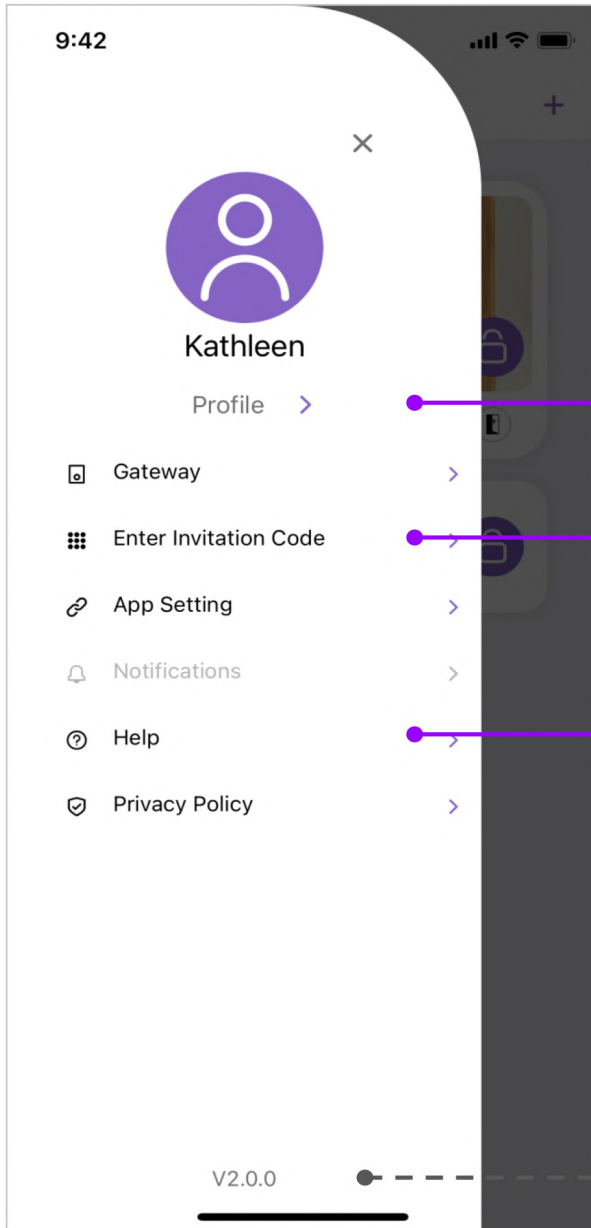 9:42
+
Kathleen
Profile
Gateway
Enter Invitation Code
App Setting
Notifications
Help
Privacy Policy
V2.0.0